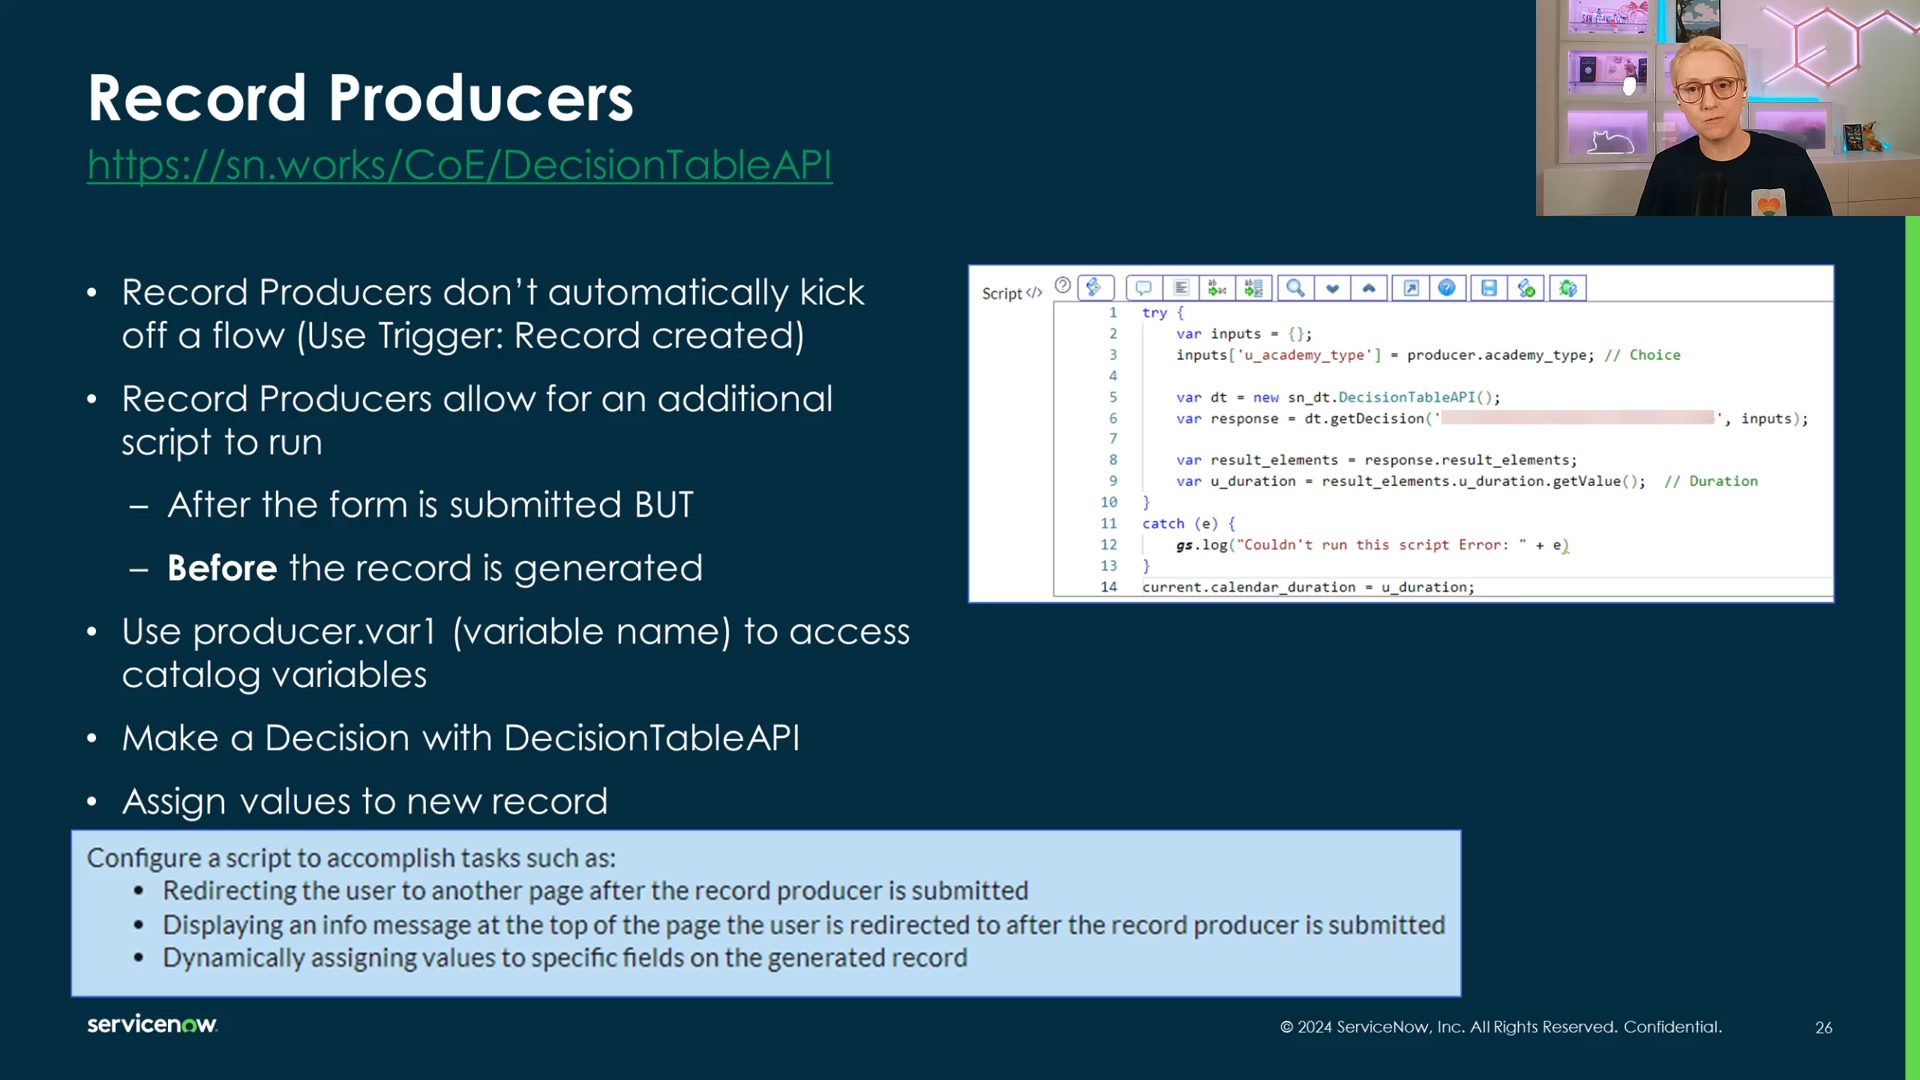 Record Producers
https://sn.works/CoE/DecisionTableAPI
• Record Producers don’t automatically kick
off a flow (Use Trigger: Record created)
• Record Producers allow for an additional
script to run
– After the form is submitted BUT
– Before the record is generated
• Use producer.var1 (variable name) to access
catalog variables
• Make a Decision with DecisionTableAPI
• Assign values to new record
Script
1 try {
2 var inputs = {};
3 inputs['u_academy_type'] = producer.academy_type; // Choice
4
5 var dt = new sn_dt.DecisionTableAPI();
6 var response = dt.getDecision('', inputs);
7
8 var result_elements = response.result_elements;
9 var u_duration = result_elements.u_duration.getValue(); // Duration
10 }
11 catch (e) {
12 gs.log("Couldn't run this script Error: " + e)
13 }
14 current.calendar_duration = u_duration;
Configure a script to accomplish tasks such as:
• Redirecting the user to another page after the record producer is submitted
• Displaying an info message at the top of the page the user is redirected to after the record producer is submitted
• Dynamically assigning values to specific fields on the generated record
servicenow
© 2024 ServiceNow, Inc. All Rights Reserved. Confidential.
26